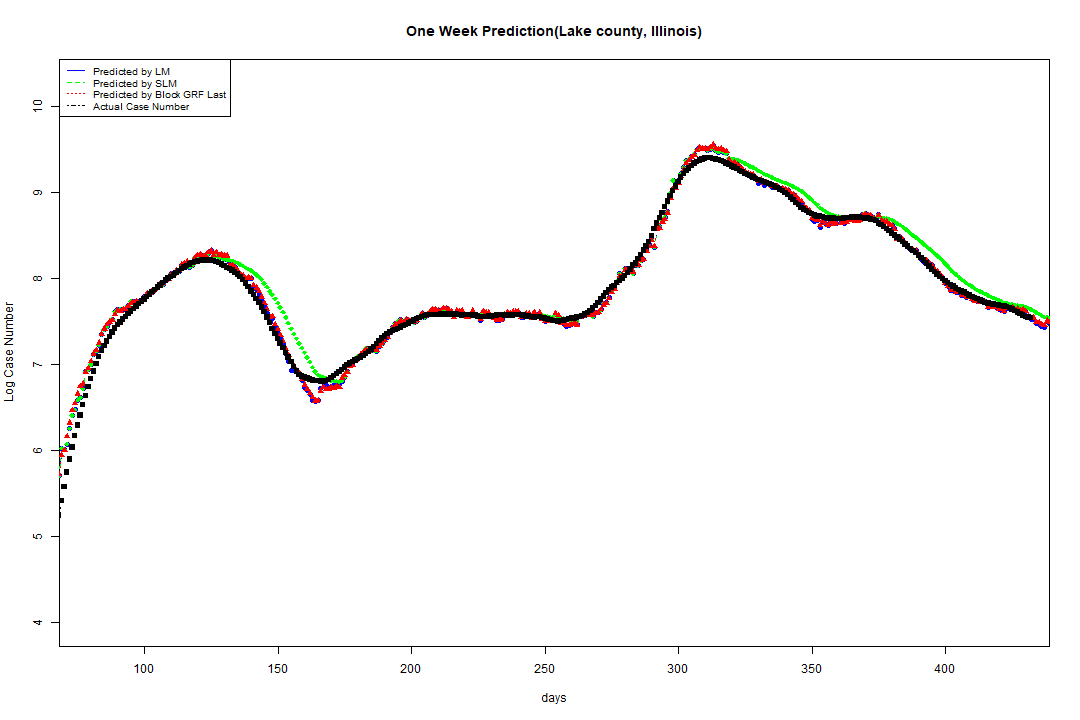 One Week Prediction(Lake county, Illinois)
Predicted by LM
Predicted by SLM
Predicted by Block GRF Last
Actual Case Number
10
9
8
7
6
5
4
Log Case Number
100 150 200 250 300 350 400
days